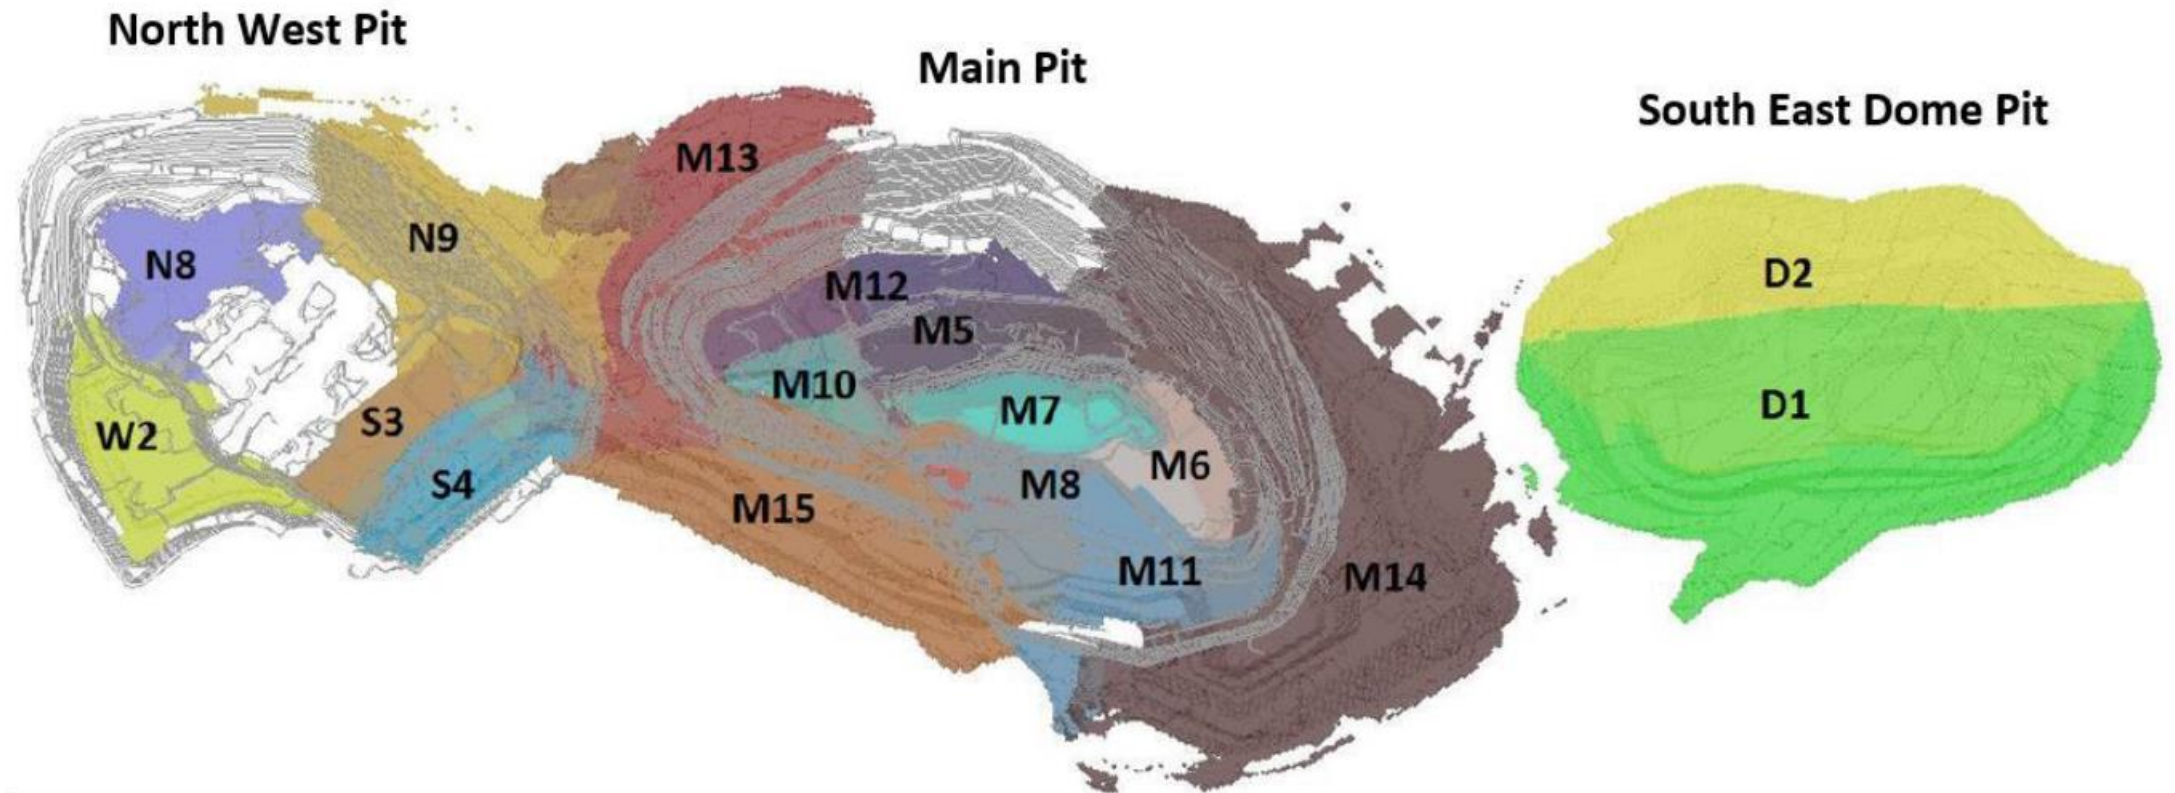 North West Pit
Main Pit
South East Dome Pit
M13
N9
N8
D2
M12
M5
M10
M7
D1
S3
W2
M6
S4
M8
M15
M11
M14